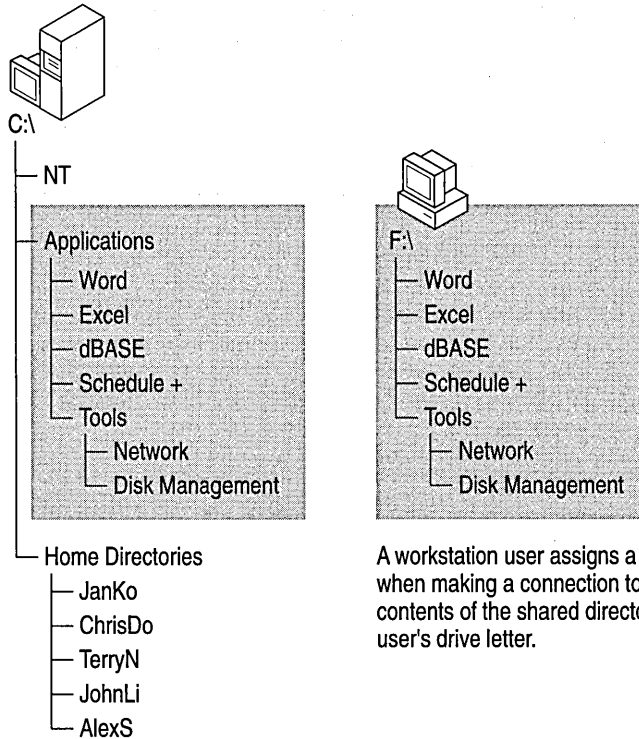 C:\
NT
Applications
Word
Excel
dBASE
Schedule +
Tools
Network
Disk Management
Home Directories
JanKo
ChrisDo
TerryN
JohnLi
AlexS
F:\
Word
Excel
dBASE
Schedule +
Tools
Network
Disk Management
A workstation user assigns a
when making a connection to
contents of the shared
user's drive letter.